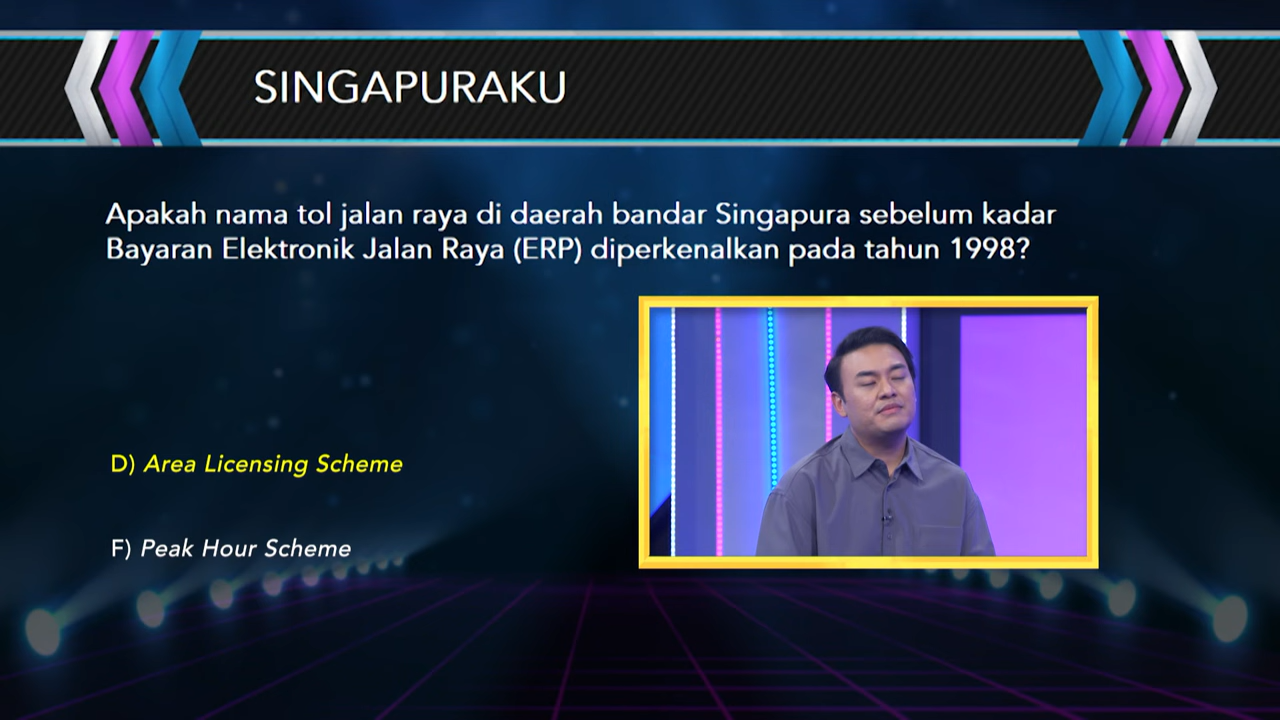 SINGAPURAKU
Apakah nama tol jalan raya di daerah bandar Singapura sebelum kadar
Bayaran Elektronik Jalan Raya (ERP) diperkenalkan pada tahun 1998?
D) Area Licensing Scheme
F) Peak Hour Scheme